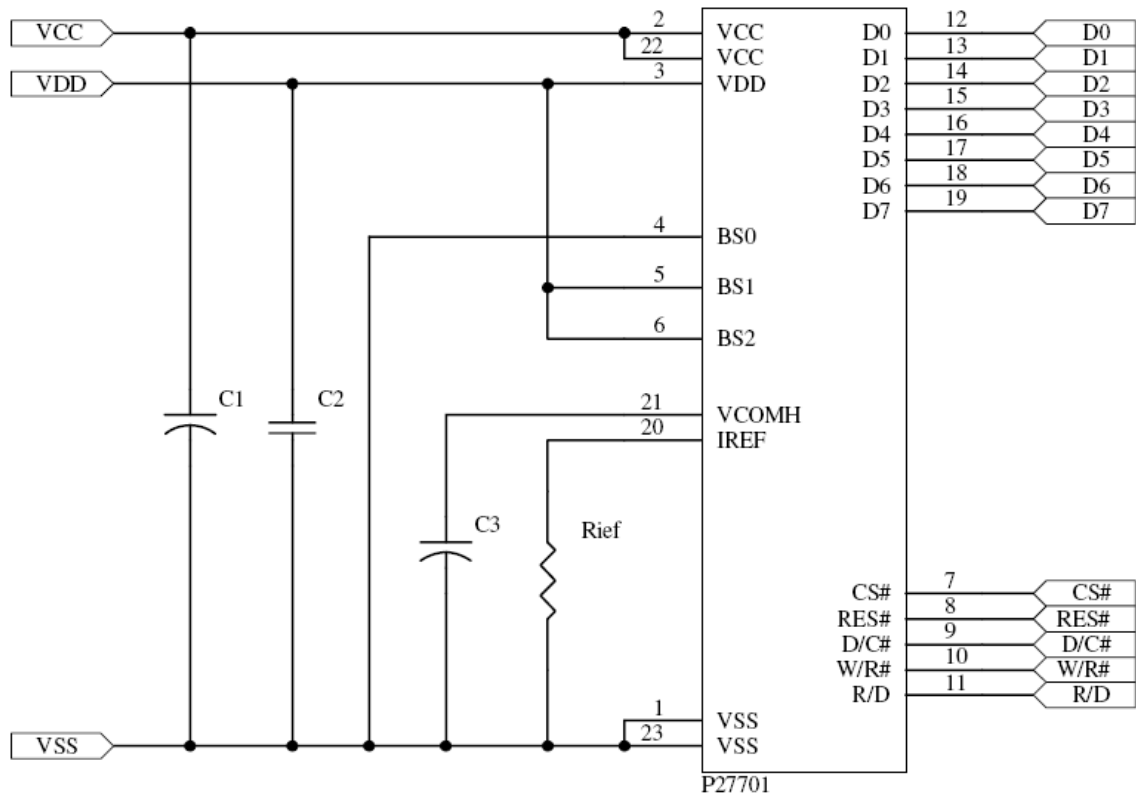 VCC 2 VCC D0 12 D0
22 VCC D1 13 D1
VDD 3 VDD D2 14 D2
D3 15 D3
D4 16 D4
D5 17 D5
D6 18 D6
D7 19 D7
4 BS0
5 BS1
6 BS2
C1 C2 21 VCOMH
20 IREF
C3 Rief
CS# 7 CS#
RES# 8 RES#
D/C# 9 D/C#
W/R# 10 W/R#
R/D 11 R/D
1 VSS
VSS 23 VSS
P27701